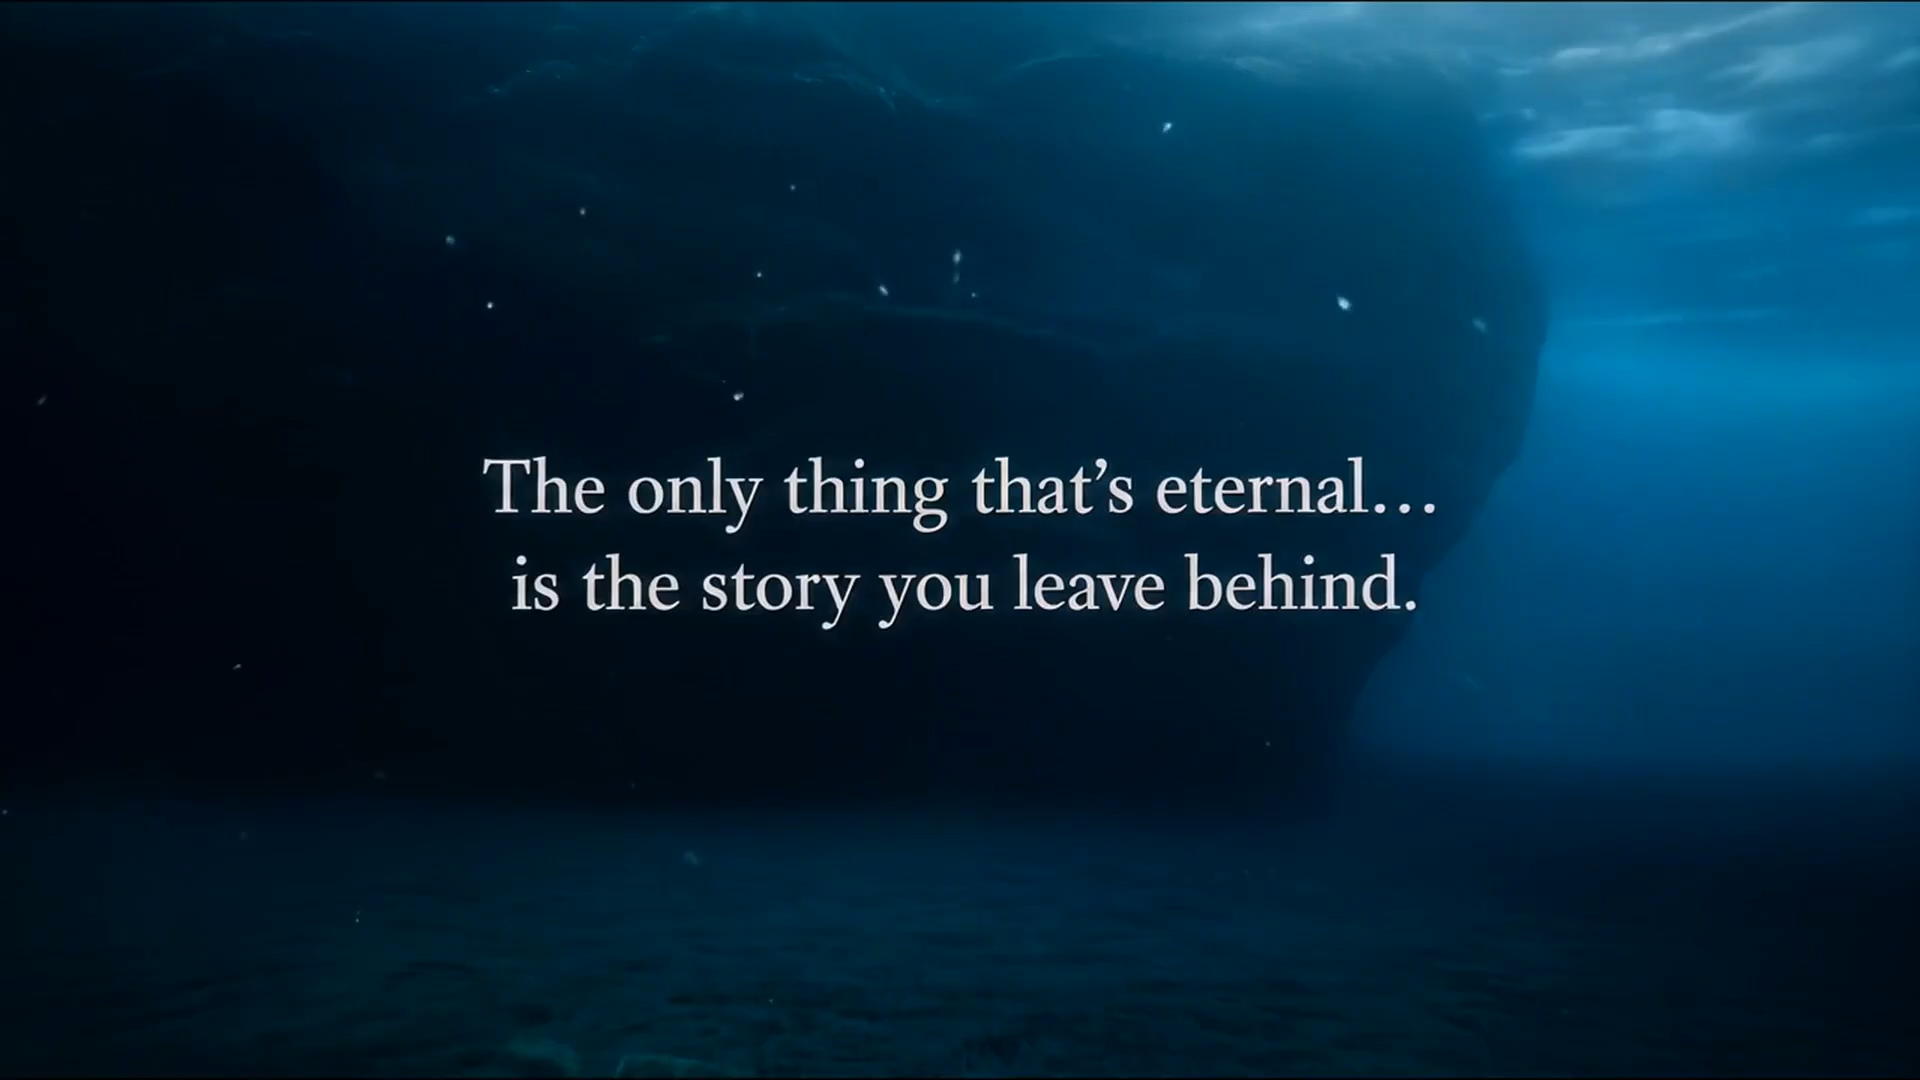 The only thing that’s eternal…
is the story you leave behind.